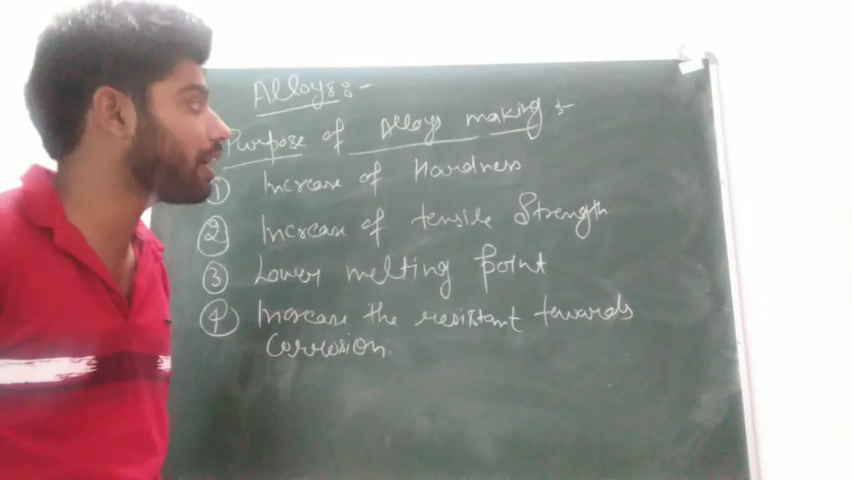 Alloys:-
Purpose of Alloys making :-
① Increase of Hardness
② Increase of tensile Strength
③ Lower melting point
④ Increase the resistant towards
Corrosion.